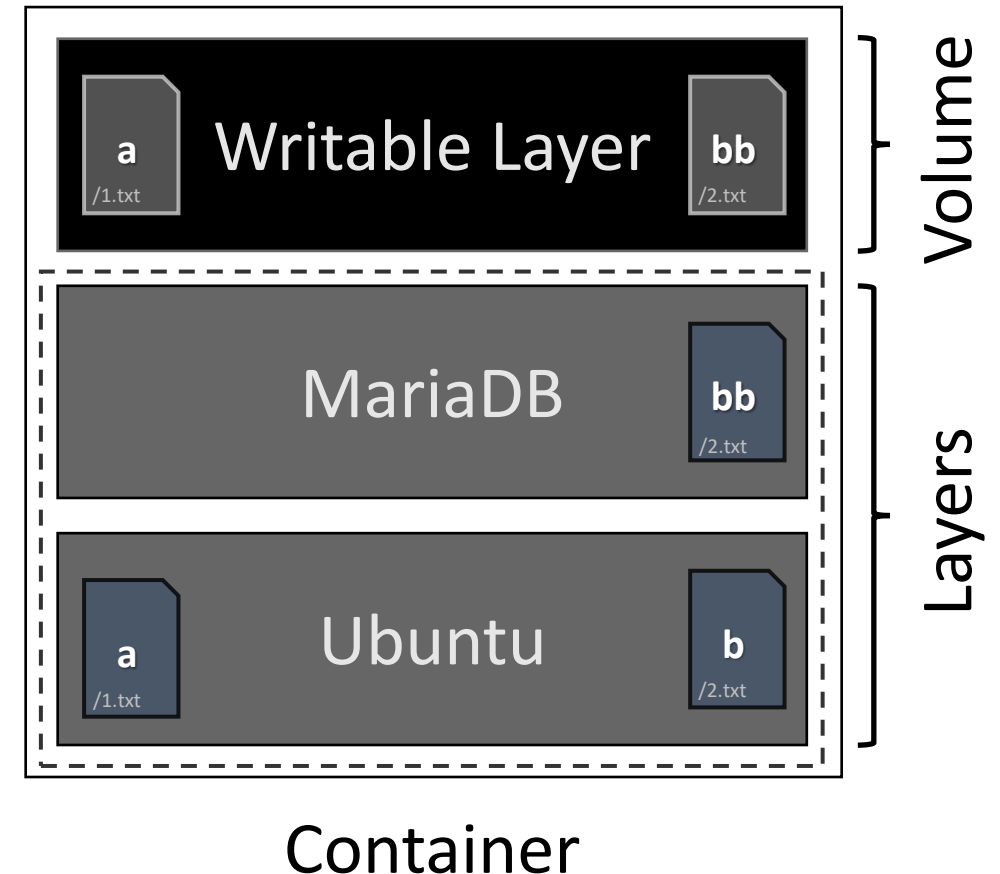 a
/1.txt
Writable Layer
bb
/2.txt
Volume
MariaDB
bb
/2.txt
Layers
a
/1.txt
Ubuntu
b
/2.txt
Container